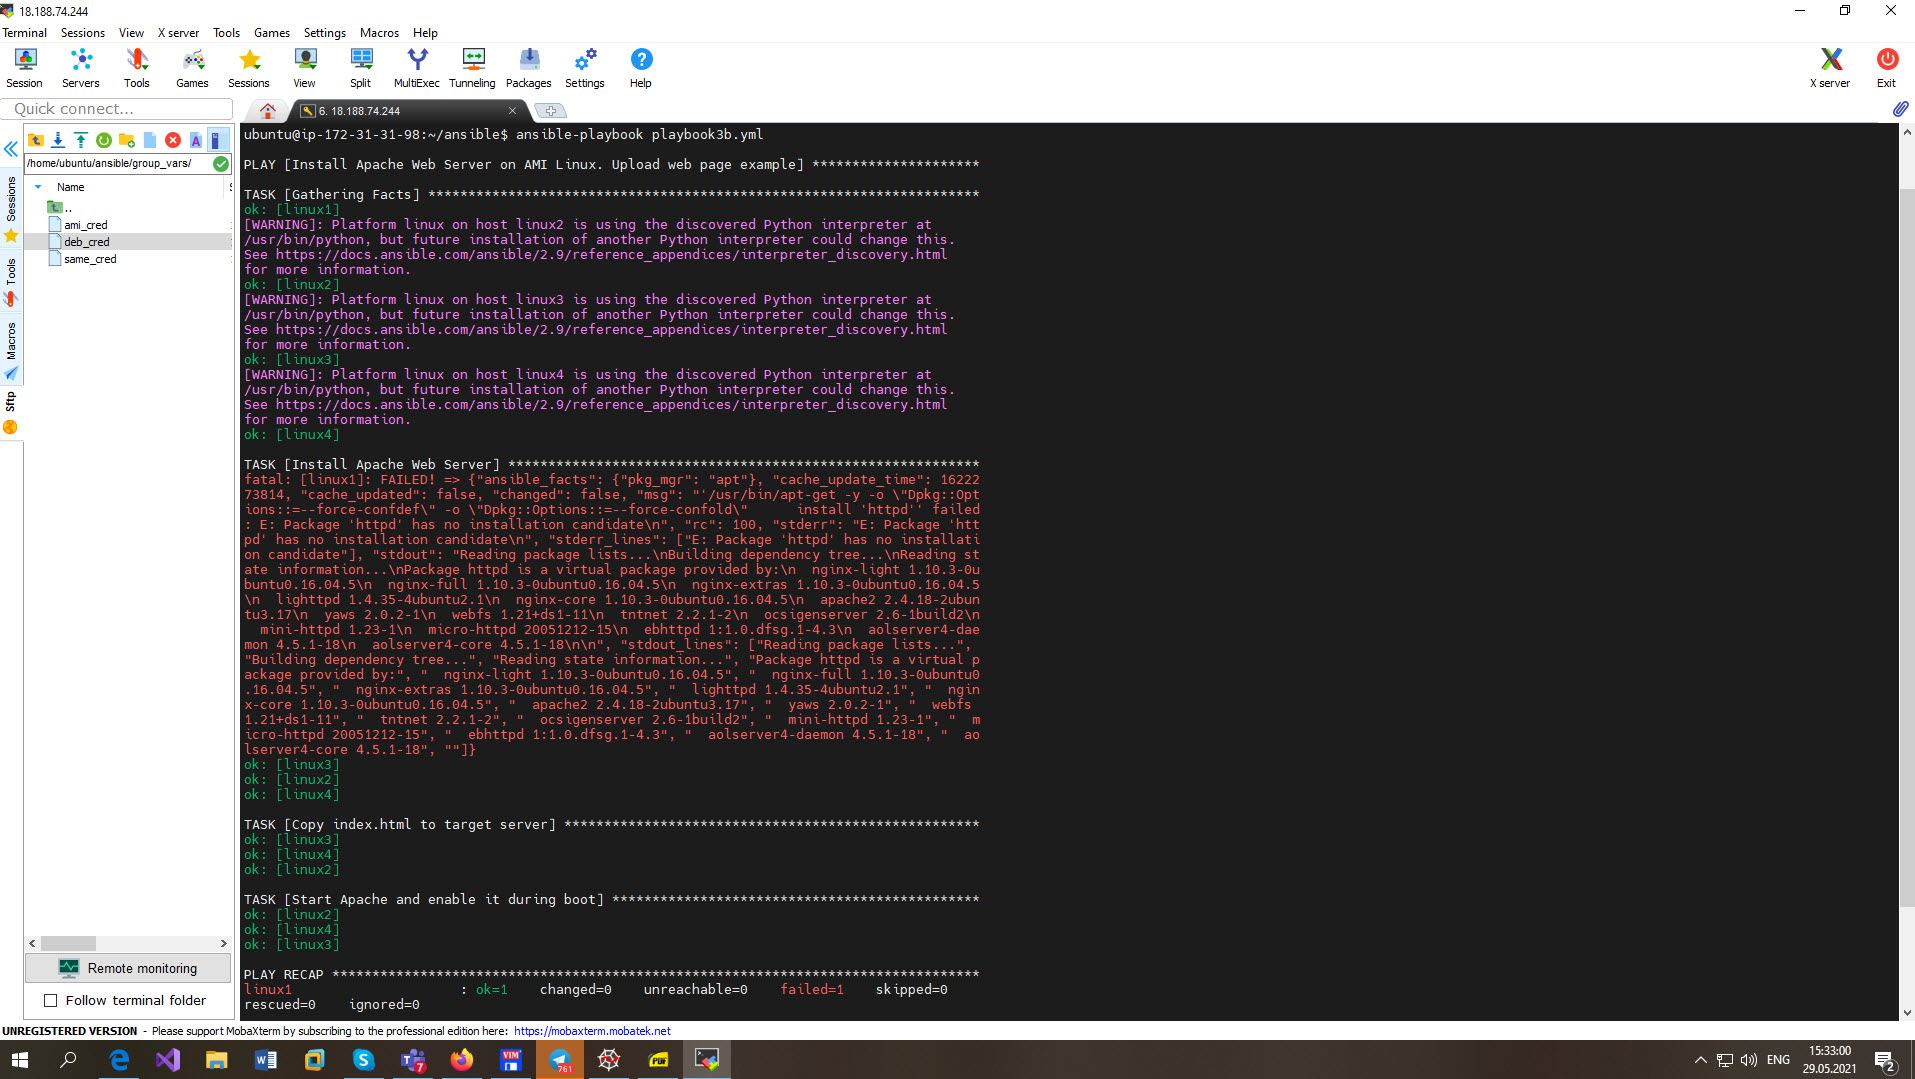 18.188.74.244
Terminal Sessions View X server Tools Games Settings Macros Help
Session Servers Tools Games Sessions View Split MultiExec Tunneling Packages Settings Help X server Exit
Quick connect...
6. 18.188.74.244
/home/ubuntu/ansible/group_vars/
Name
..
ami_cred
deb_cred
same_cred
Sessions
Tools
Macros
Sftp
Remote monitoring
Follow terminal folder
ubuntu@ip-172-31-31-98:~/ansible$ ansible-playbook playbook3b.yml
PLAY [Install Apache Web Server on AMI Linux. Upload web page example] *********************
TASK [Gathering Facts] *********************************************************************
ok: [linux1]
[WARNING]: Platform linux on host linux2 is using the discovered Python interpreter at
/usr/bin/python, but future installation of another Python interpreter could change this.
See https://docs.ansible.com/ansible/2.9/reference_appendices/interpreter_discovery.html
for more information.
ok: [linux2]
[WARNING]: Platform linux on host linux3 is using the discovered Python interpreter at
/usr/bin/python, but future installation of another Python interpreter could change this.
See https://docs.ansible.com/ansible/2.9/reference_appendices/interpreter_discovery.html
for more information.
ok: [linux3]
[WARNING]: Platform linux on host linux4 is using the discovered Python interpreter at
/usr/bin/python, but future installation of another Python interpreter could change this.
See https://docs.ansible.com/ansible/2.9/reference_appendices/interpreter_discovery.html
for more information.
ok: [linux4]
TASK [Install Apache Web Server] ***********************************************************
fatal: [linux1]: FAILED! => {"ansible_facts": {"pkg_mgr": "apt"}, "cache_update_time": 16222
73814, "cache_updated": false, "changed": false, "msg": "'/usr/bin/apt-get -y -o \"Dpkg::Opt
ions::=--force-confdef\" -o \"Dpkg::Options::=--force-confold\"      install 'httpd'' failed
: E: Package 'httpd' has no installation candidate\n", "rc": 100, "stderr": "E: Package 'htt
pd' has no installation candidate\n", "stderr_lines": ["E: Package 'httpd' has no installati
on candidate"], "stdout": "Reading package lists...\nBuilding dependency tree...\nReading st
ate information...\nPackage httpd is a virtual package provided by:\n  nginx-light 1.10.3-0u
buntu0.16.04.5\n  nginx-full 1.10.3-0ubuntu0.16.04.5\n  nginx-extras 1.10.3-0ubuntu0.16.04.5
\n  lighttpd 1.4.35-4ubuntu2.1\n  nginx-core 1.10.3-0ubuntu0.16.04.5\n  apache2 2.4.18-2ubun
tu3.17\n  yaws 2.0.2-1\n  webfs 1.21+ds1-11\n  tntnet 2.2.1-2\n  ocsigenserver 2.6-1build2\n
  mini-httpd 1.23-1\n  micro-httpd 20051212-15\n  ebhttpd 1:1.0.dfsg.1-4.3\n  aolserver4-dae
mon 4.5.1-18\n  aolserver4-core 4.5.1-18\n\n", "stdout_lines": ["Reading package lists...",
"Building dependency tree...", "Reading state information...", "Package httpd is a virtual p
ackage provided by:", "  nginx-light 1.10.3-0ubuntu0.16.04.5", "  nginx-full 1.10.3-0ubuntu0
.16.04.5", "  nginx-extras 1.10.3-0ubuntu0.16.04.5", "  lighttpd 1.4.35-4ubuntu2.1", "  ngin
x-core 1.10.3-0ubuntu0.16.04.5", "  apache2 2.4.18-2ubuntu3.17", "  yaws 2.0.2-1", "  webfs
1.21+ds1-11", "  tntnet 2.2.1-2", "  ocsigenserver 2.6-1build2", "  mini-httpd 1.23-1", "  m
icro-httpd 20051212-15", "  ebhttpd 1:1.0.dfsg.1-4.3", "  aolserver4-daemon 4.5.1-18", "  ao
lserver4-core 4.5.1-18", ""]}
ok: [linux3]
ok: [linux2]
ok: [linux4]
TASK [Copy index.html to target server] ****************************************************
ok: [linux3]
ok: [linux4]
ok: [linux2]
TASK [Start Apache and enable it during boot] **********************************************
ok: [linux2]
ok: [linux4]
ok: [linux3]
PLAY RECAP *********************************************************************************
linux1                     : ok=1    changed=0    unreachable=0    failed=1    skipped=0
rescued=0    ignored=0
UNREGISTERED VERSION - Please support MobaXterm by subscribing to the professional edition here: https://mobaxterm.mobatek.net
7
VIM
761
PDF
ENG
15:33:00
29.05.2021
2